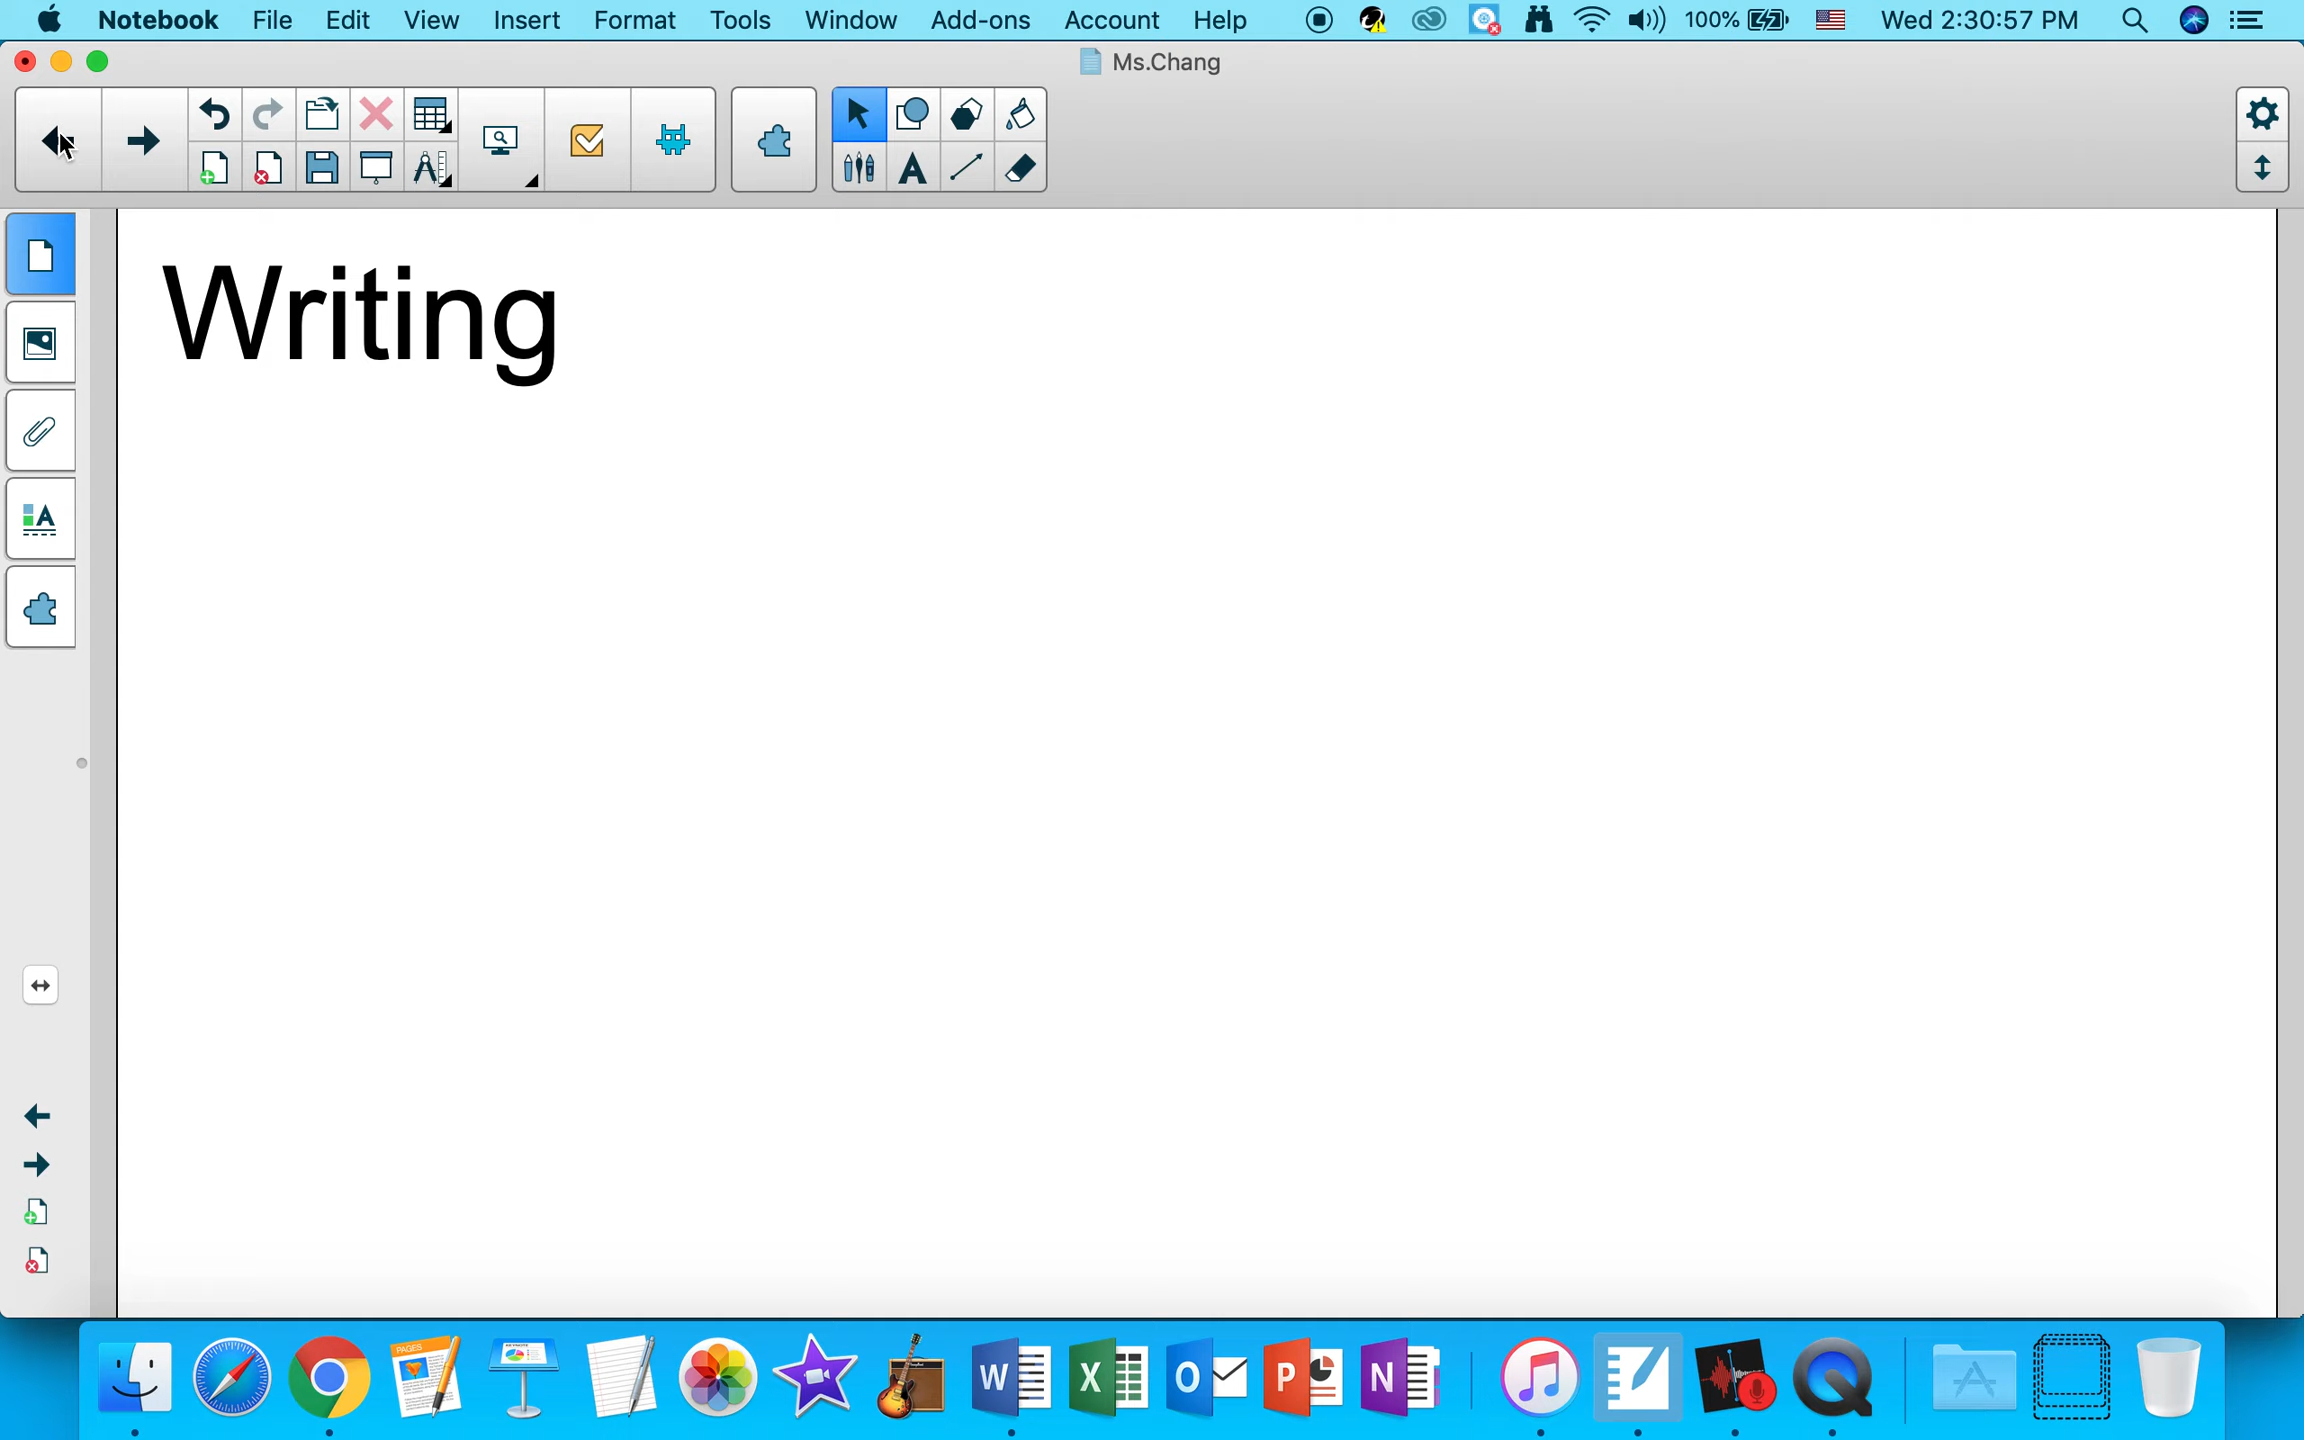 Notebook File Edit View Insert Format Tools Window Add-ons Account Help 100% Wed 2:30:57 PM
Ms.Chang
Writing